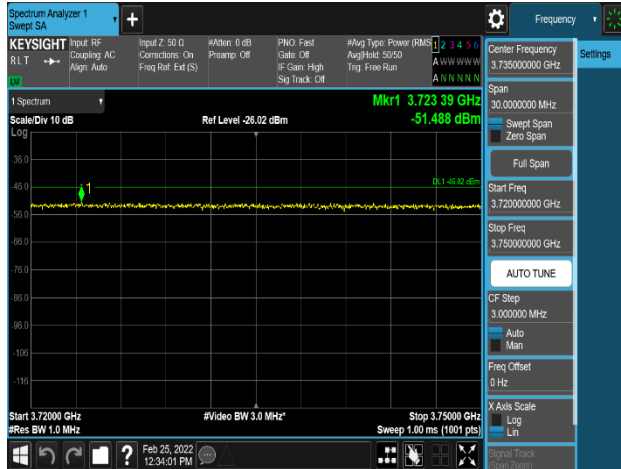 Spectrum Analyzer 1
Swept SA
Frequency
KEYSIGHT
Input: RF
Input Z: 50 Ω
#Atten: 0 dB
PNO: Fast
#Avg Type: Power (RMS
1 2 3 4 5 6
RLT
Coupling: AC
Corrections: On
Preamp: Off
Gate: Off
Avg|Hold: 50/50
A W W W W W
Align: Auto
Freq Ref: Ext (S)
IF Gain: High
Trig: Free Run
Sig Track: Off
A N N N N N
1 Spectrum
Mkr1 3.723 39 GHz
Scale/Div 10 dB
Ref Level -26.02 dBm
-51.488 dBm
Log
-36.0
-46.0
1
DL1 -46.02 dBm
-56.0
-66.0
-76.0
-86.0
-96.0
-106
-116
Start 3.72000 GHz
#Video BW 3.0 MHz*
Stop 3.75000 GHz
#Res BW 1.0 MHz
Sweep 1.00 ms (1001 pts)
Feb 25, 2022
12:34:01 PM
Center Frequency
3.735000000 GHz
Settings
Span
30.0000000 MHz
Swept Span
Zero Span
Full Span
Start Freq
3.720000000 GHz
Stop Freq
3.750000000 GHz
AUTO TUNE
CF Step
3.000000 MHz
Auto
Man
Freq Offset
0 Hz
X Axis Scale
Log
Lin
Signal Track
(Span Zoom)